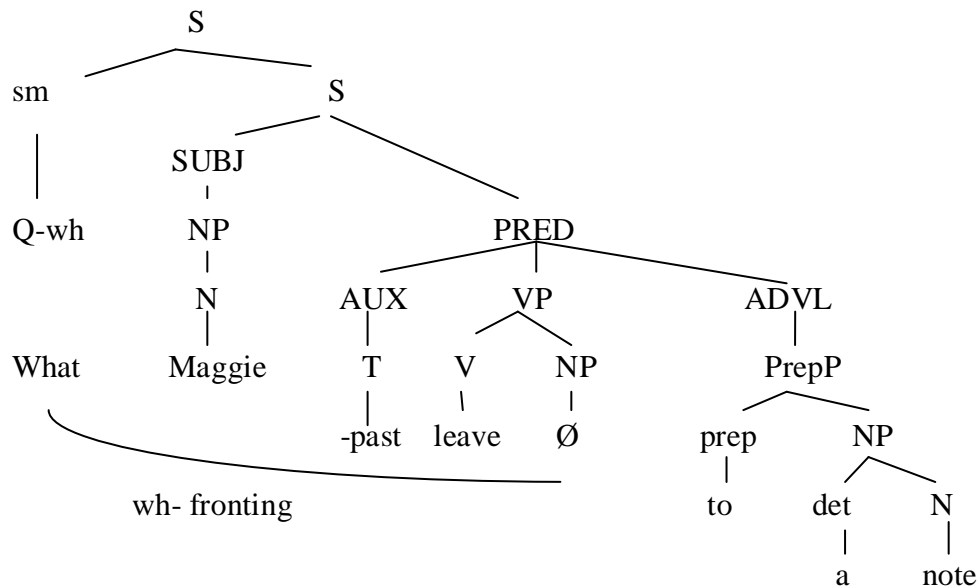 S
sm S
SUBJ
Q-wh NP PRED
N AUX VP ADVL
What Maggie T V NP PrepP
-past leave Ø prep NP
wh- fronting to det N
a note